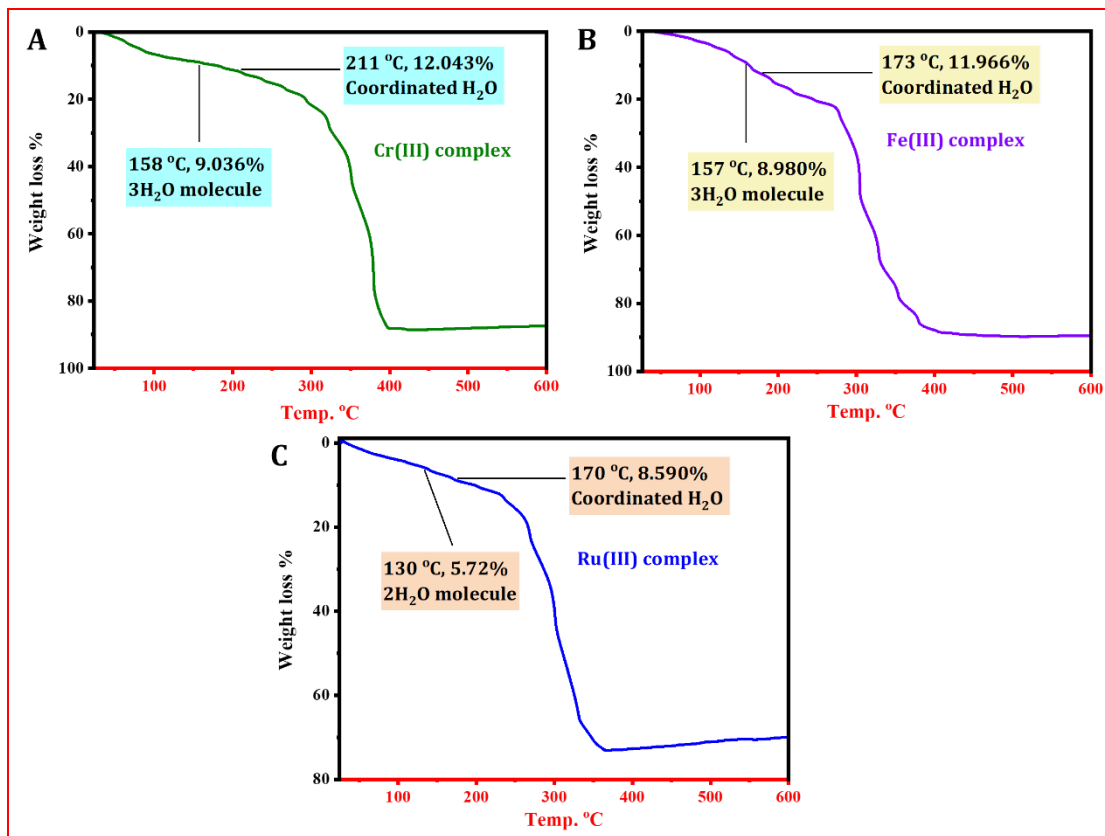 A
0
20
40
60
80
100
Weight loss %
211 °C, 12.043%
Coordinated H₂O
158 °C, 9.036%
3H₂O molecule
Cr(III) complex
100 200 300 400 500 600
Temp. °C
B
0
20
40
60
80
100
Weight loss %
173 °C, 11.966%
Coordinated H₂O
157 °C, 8.980%
3H₂O molecule
Fe(III) complex
100 200 300 400 500 600
Temp. °C
C
0
20
40
60
80
Weight loss %
170 °C, 8.590%
Coordinated H₂O
130 °C, 5.72%
2H₂O molecule
Ru(III) complex
100 200 300 400 500 600
Temp. °C